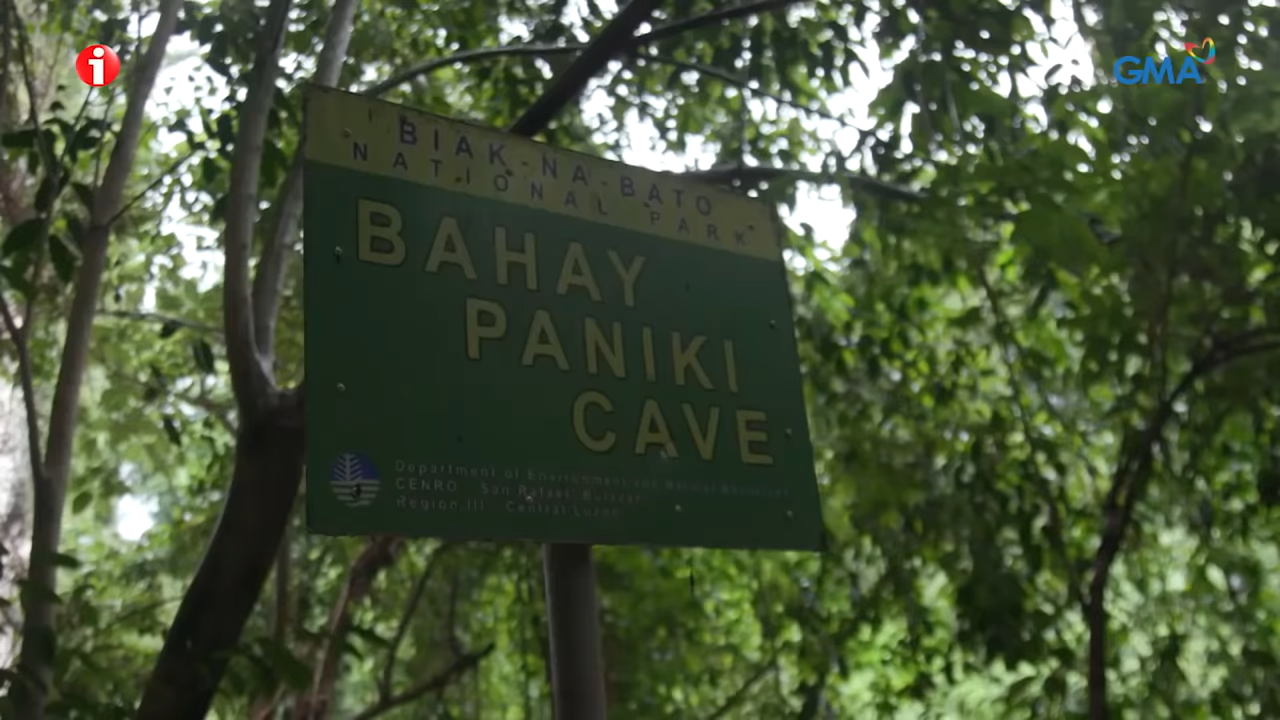 i
GMA
BIAK-NA-BATO
NATIONAL PARK
BAHAY
PANIKI
CAVE
Department of Environment and Natural Resources
CENRO San Rafael, Bulacan
Region III Central Luzon